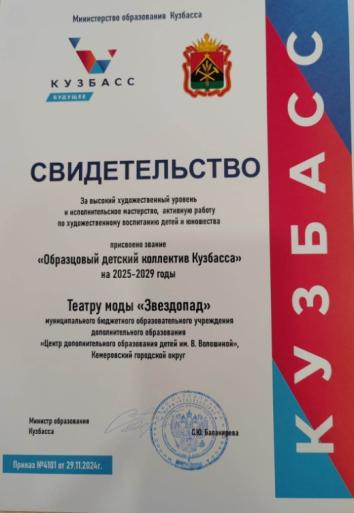 Министерство образования Кузбасса
КУЗБАСС
БУДУЩЕЕ
СВИДЕТЕЛЬСТВО
За высокий художественный уровень
и исполнительское мастерство, активную работу
по художественному воспитанию детей и юношества
присвоено звание
«Образцовый детский коллектив Кузбасса»
на 2025-2029 годы
Театру моды «Звездопад»
муниципального бюджетного образовательного учреждения
дополнительного образования
«Центр дополнительного образования детей им. В. Волошиной»,
Кемеровский городской округ
Министр образования
Кузбасса
С.Ю. Балакирева
Приказ №4101 от 29.11.2024г.
КУЗБАСС